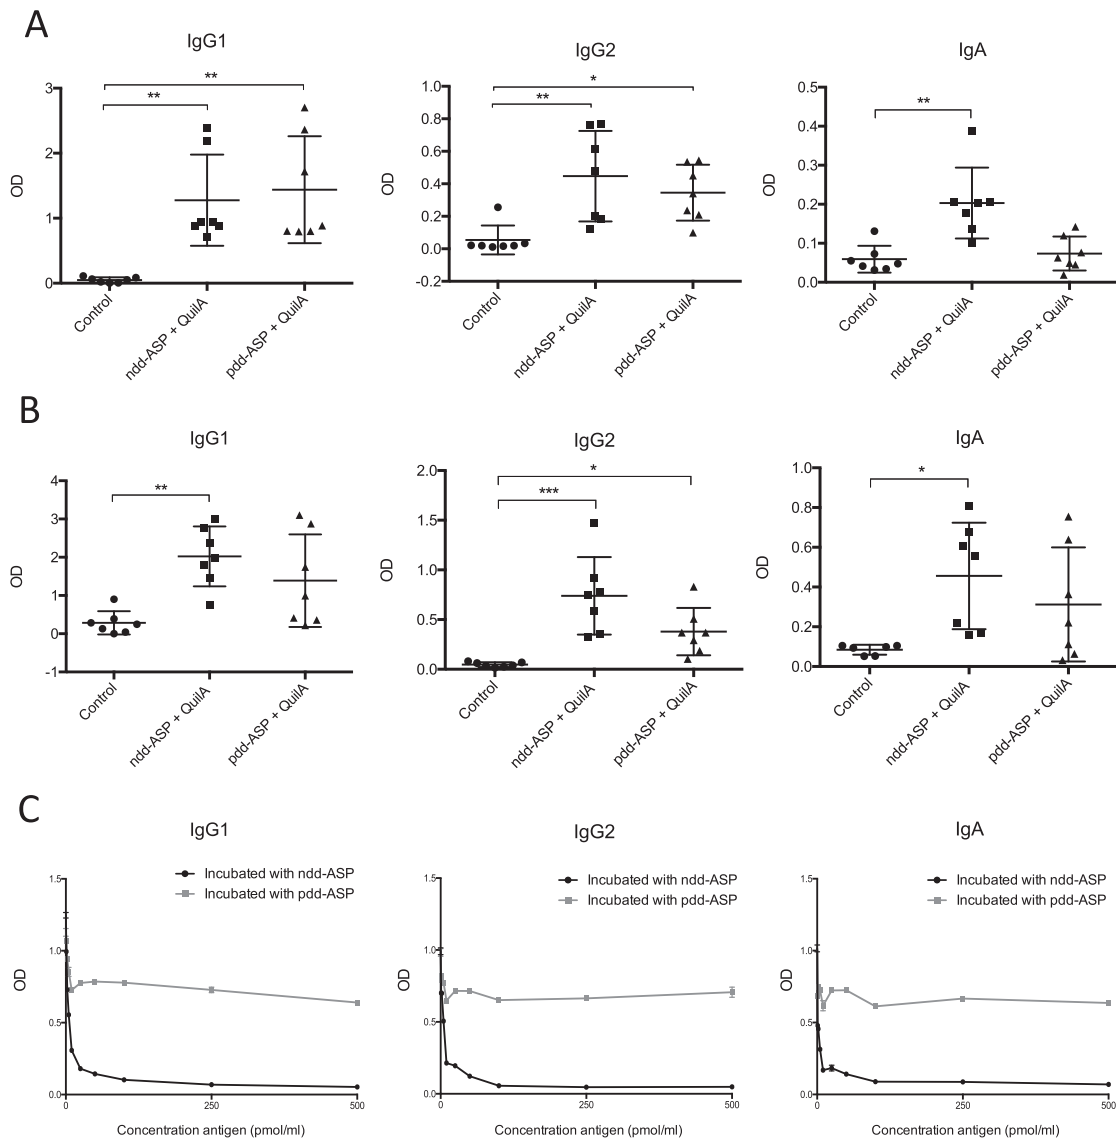 A
IgG1
IgG2
IgA
**
**
*
**
**
3
2
1
0
OD
1.0
0.8
0.6
0.4
0.2
0.0
-0.2
OD
0.5
0.4
0.3
0.2
0.1
0.0
OD
Control
ndd-ASP + QuilA
pdd-ASP + QuilA
Control
ndd-ASP + QuilA
pdd-ASP + QuilA
Control
ndd-ASP + QuilA
pdd-ASP + QuilA
B
IgG1
IgG2
IgA
**
*
***
*
4
3
2
1
0
-1
OD
2.0
1.5
1.0
0.5
0.0
OD
1.0
0.8
0.6
0.4
0.2
0.0
OD
Control
ndd-ASP + QuilA
pdd-ASP + QuilA
Control
ndd-ASP + QuilA
pdd-ASP + QuilA
Control
ndd-ASP + QuilA
pdd-ASP + QuilA
C
IgG1
IgG2
IgA
Incubated with ndd-ASP
Incubated with pdd-ASP
Incubated with ndd-ASP
Incubated with pdd-ASP
Incubated with ndd-ASP
Incubated with pdd-ASP
1.5
1.0
0.5
0.0
OD
0
250
500
1.5
1.0
0.5
0.0
OD
0
250
500
1.5
1.0
0.5
0.0
OD
0
250
500
Concentration antigen (pmol/ml)
Concentration antigen (pmol/ml)
Concentration antigen (pmol/ml)